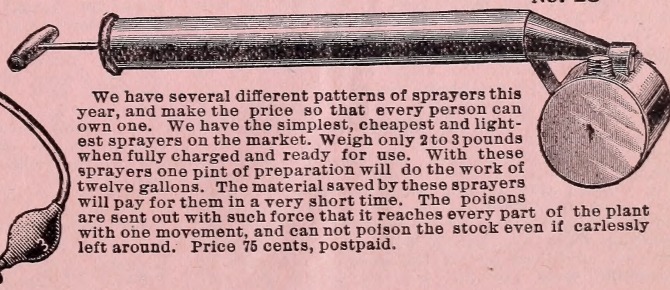 We have several different patterns of sprayers this
year, and make the price so that every person can
own one. We have the simplest, cheapest and light-
est sprayers on the market. Weigh only 2 to 3 pounds
when fully charged and ready for use. With these
sprayers one pint of preparation will do the work of
twelve gallons. The material saved by these sprayers
will pay for them in a very short time. The poisons
are sent out with such force that it reaches every part of the plant
with one movement, and can not poison the stock even if carlessly
left around. Price 75 cents, postpaid.
3